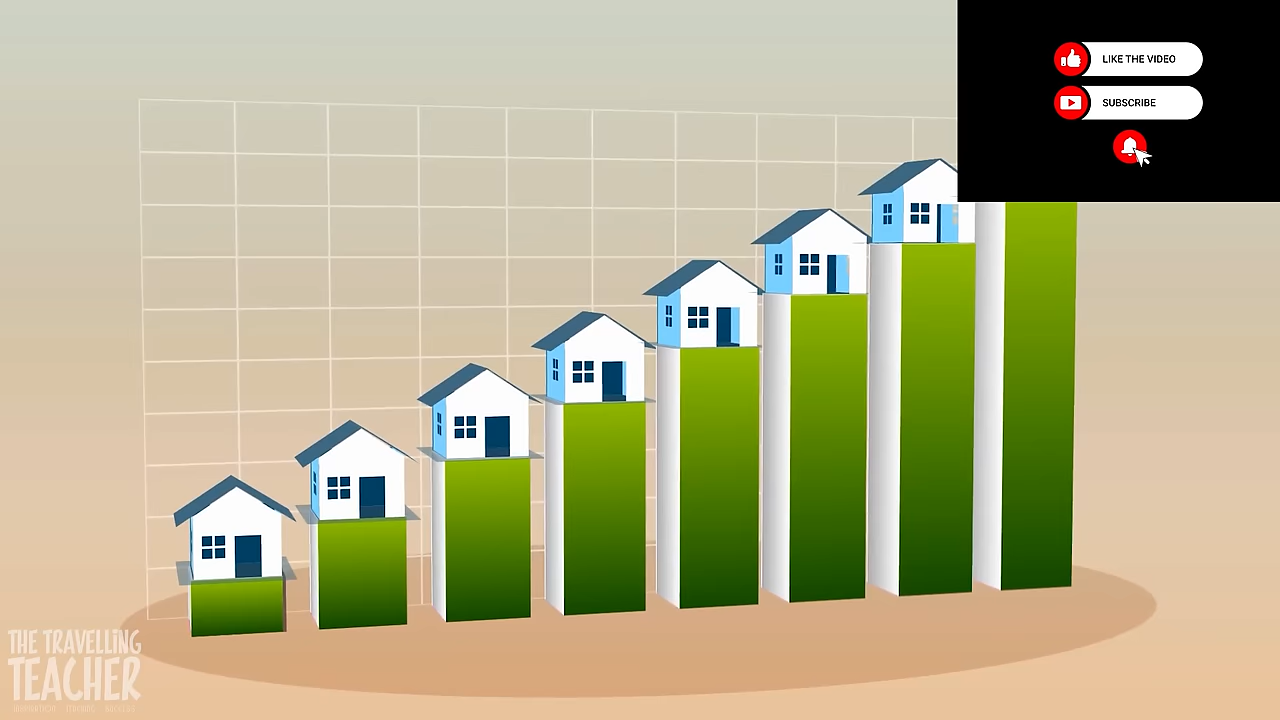 LIKE THE VIDEO
SUBSCRIBE
THE TRAVELLING
TEACHER